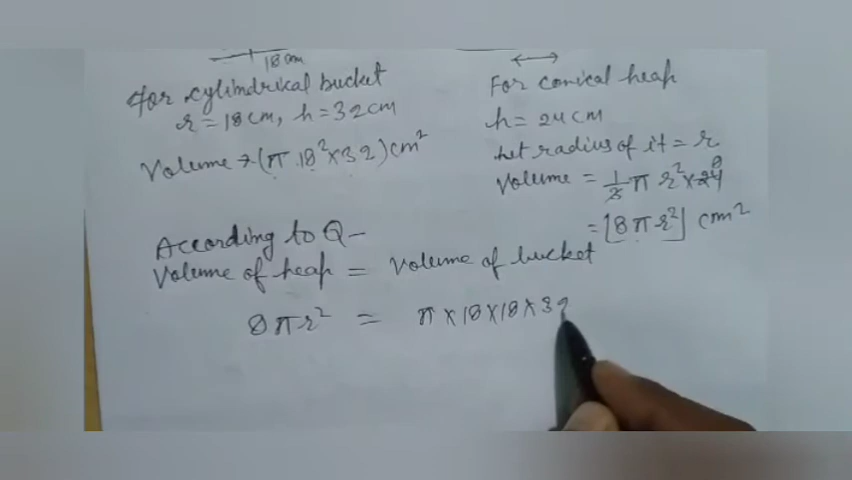 18 cm
For cylindrical bucket
r = 18 cm, h = 32 cm
Volume → (π 18² × 32) cm²
For conical heap
h = 24 cm
Let radius of it = r
Volume = 1/3 π r² × 24 8
= [8 π r²] cm²
According to Q –
Volume of heap = Volume of bucket
8 π r² = π × 18 × 18 × 32